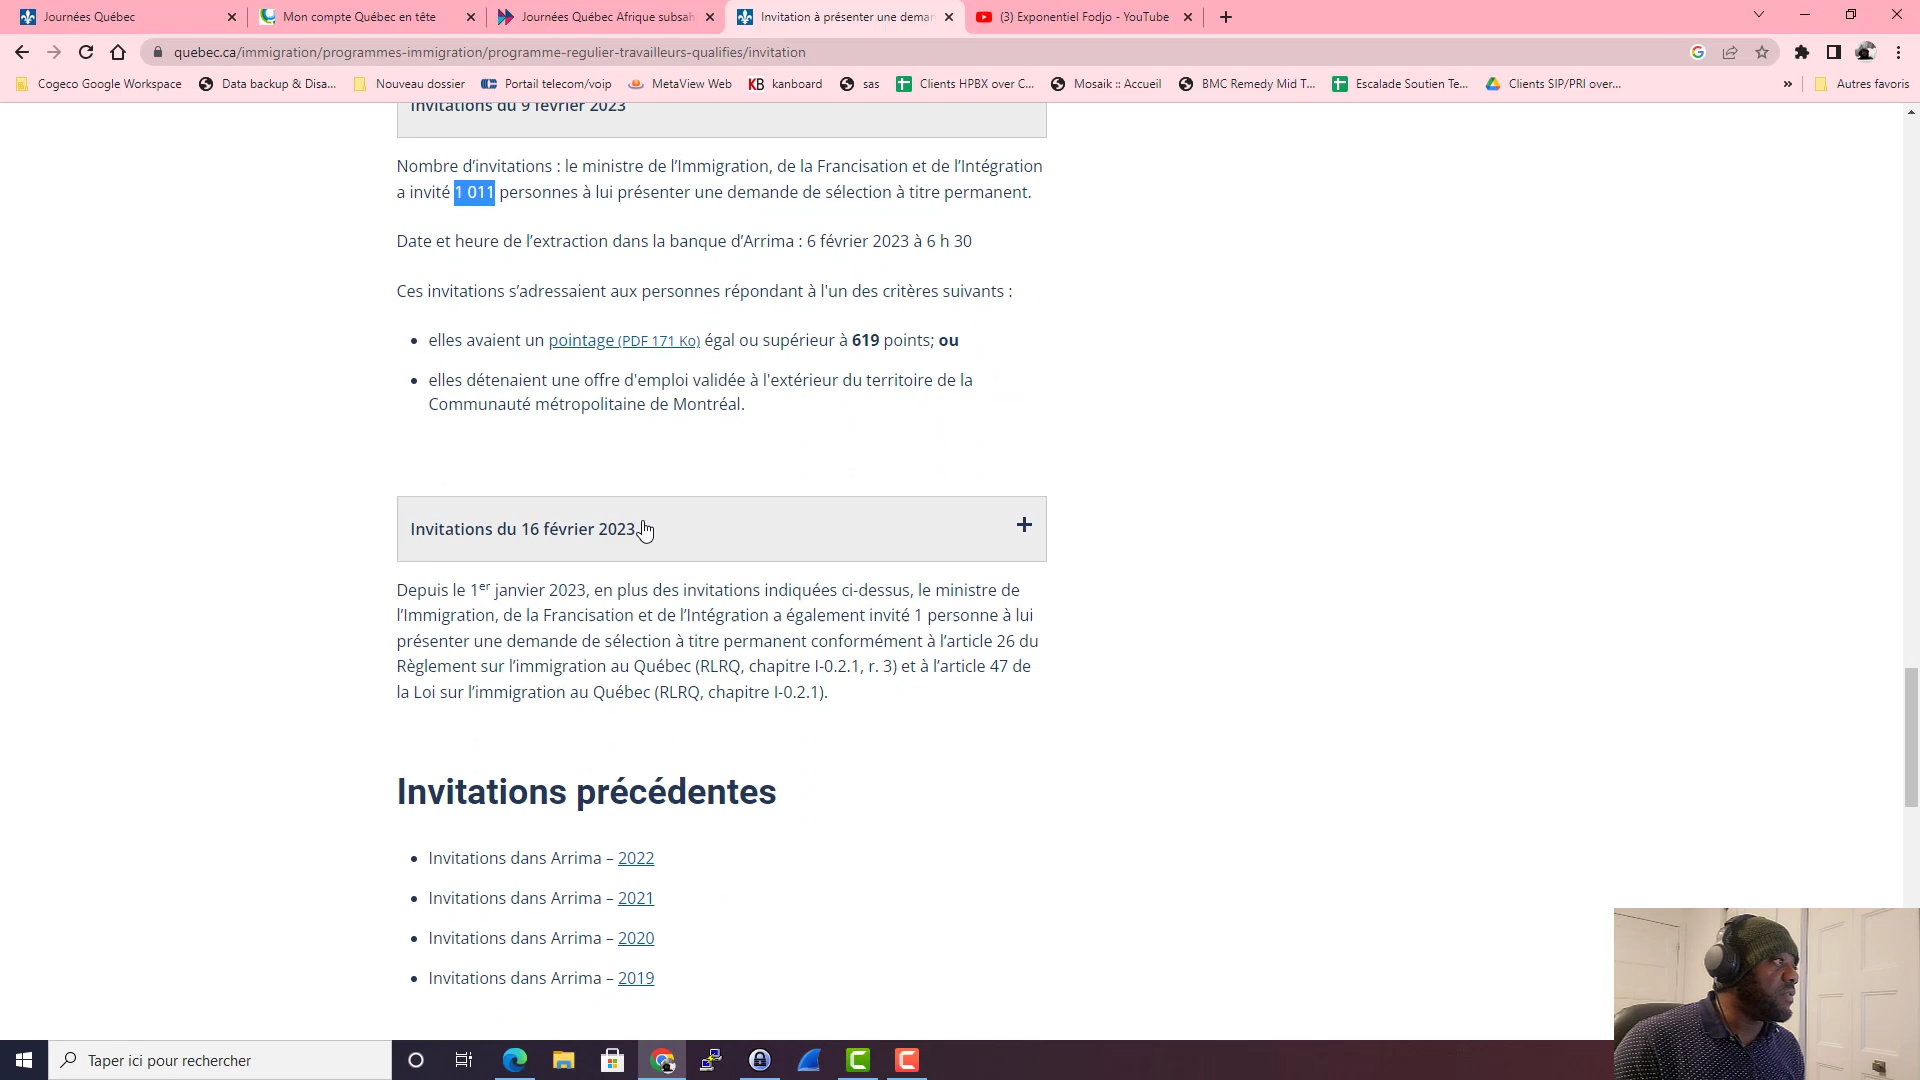 Journées Québec
Mon compte Québec en tête
Journées Québec Afrique subsah
Invitation à présenter une deman
(3) Exponentiel Fodjo - YouTube
quebec.ca/immigration/programmes-immigration/programme-regulier-travailleurs-qualifies/invitation
Cogeco Google Workspace
Data backup & Disa...
Nouveau dossier
Portail telecom/voip
MetaView Web
KB kanboard
sas
Clients HPBX over C...
Mosaik :: Accueil
BMC Remedy Mid T...
Escalade Soutien Te...
Clients SIP/PRI over...
»
Autres favoris
Invitations du 9 février 2023
Nombre d’invitations : le ministre de l’Immigration, de la Francisation et de l’Intégration
a invité 1 011 personnes à lui présenter une demande de sélection à titre permanent.
Date et heure de l’extraction dans la banque d’Arrima : 6 février 2023 à 6 h 30
Ces invitations s’adressaient aux personnes répondant à l'un des critères suivants :
• elles avaient un pointage (PDF 171 Ko) égal ou supérieur à 619 points; ou
• elles détenaient une offre d'emploi validée à l'extérieur du territoire de la
Communauté métropolitaine de Montréal.
Invitations du 16 février 2023
+
Depuis le 1er janvier 2023, en plus des invitations indiquées ci-dessus, le ministre de
l’Immigration, de la Francisation et de l’Intégration a également invité 1 personne à lui
présenter une demande de sélection à titre permanent conformément à l’article 26 du
Règlement sur l’immigration au Québec (RLRQ, chapitre I-0.2.1, r. 3) et à l’article 47 de
la Loi sur l’immigration au Québec (RLRQ, chapitre I-0.2.1).
Invitations précédentes
• Invitations dans Arrima – 2022
• Invitations dans Arrima – 2021
• Invitations dans Arrima – 2020
• Invitations dans Arrima – 2019
Taper ici pour rechercher